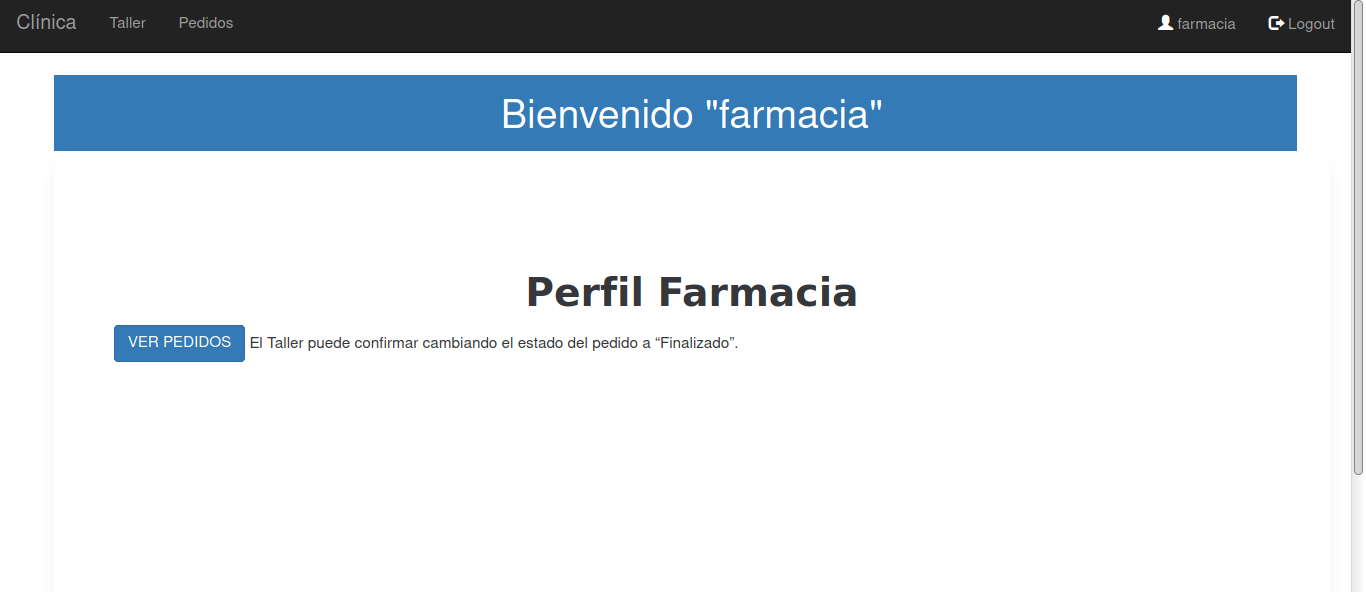 Clínica Taller Pedidos farmacia Logout
Bienvenido "farmacia"
Perfil Farmacia
VER PEDIDOS El Taller puede confirmar cambiando el estado del pedido a “Finalizado”.